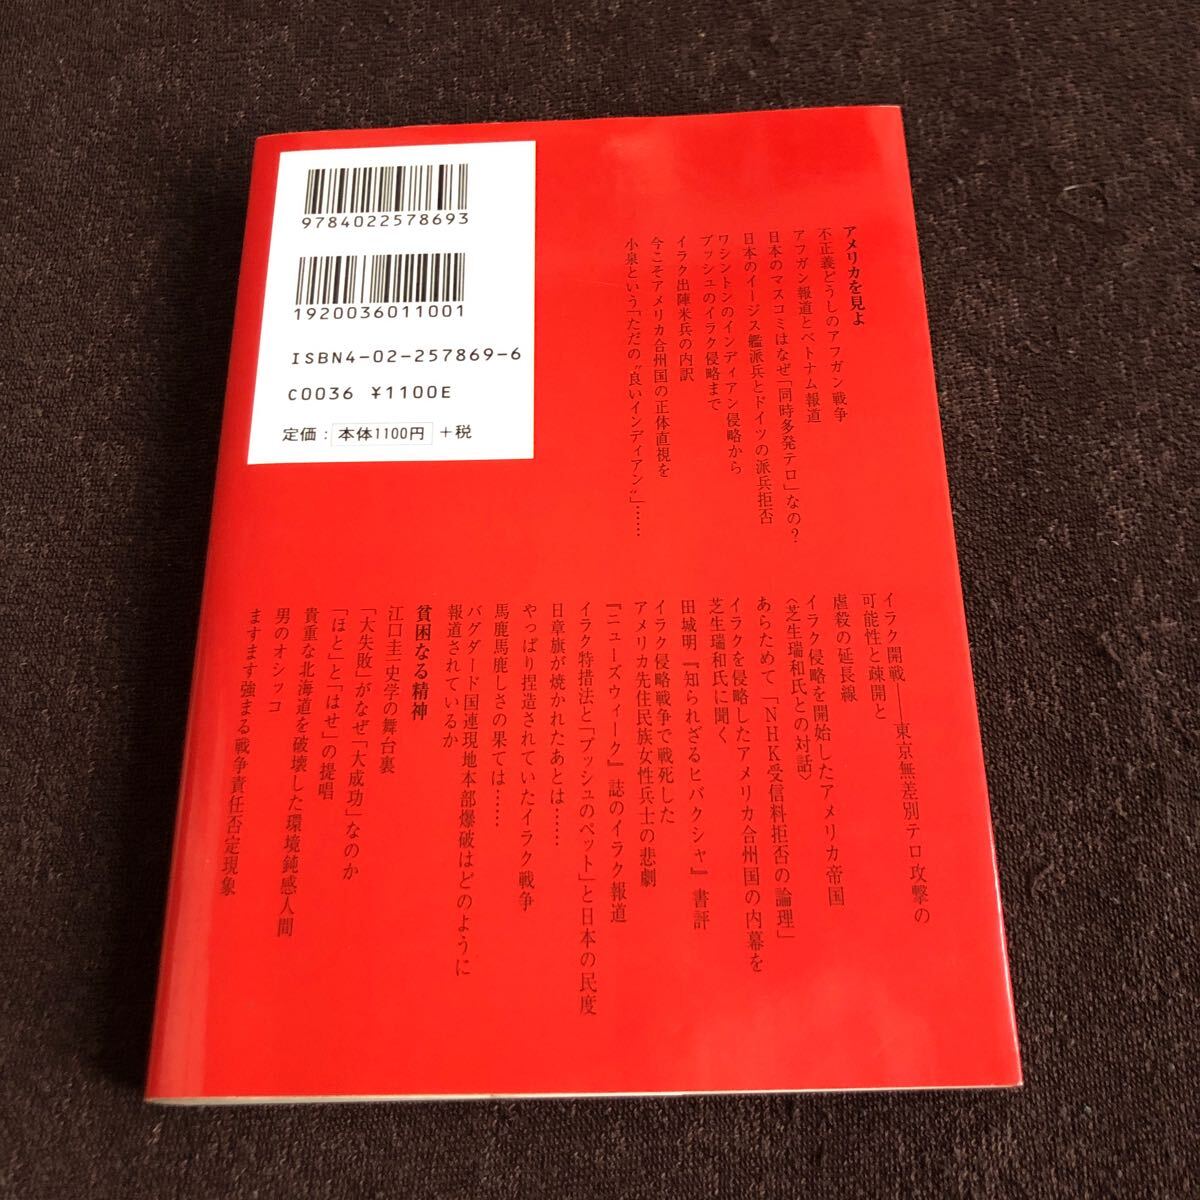 9784022578693
1920036011001
ISBN4-02-257869-6
C0036 ¥1100E
定価：本体1100円 +税
アメリカを見よ
不正義どうしのアフガン戦争
アフガン報道とベトナム報道
日本のマスコミはなぜ「同時多発テロ」なの？
日本のイージス艦派兵とドイツの派兵拒否
ワシントンのインディアン侵略から
ブッシュのイラク侵略まで
イラク出陣米兵の内訳
今こそアメリカ合州国の正体直視を
小泉という「ただの“良いインディアン”」……
イラク開戦――東京無差別テロ攻撃の
可能性と疎開と
虐殺の延長線
イラク侵略を開始したアメリカ帝国
〈芝生瑞和氏との対話〉
あらためて「NHK受信料拒否の論理」
イラクを侵略したアメリカ合州国の内幕を
芝生瑞和氏に聞く
田城明『知られざるヒバクシャ』書評
イラク侵略戦争で戦死した
アメリカ先住民族女性兵士の悲劇
『ニューズウィーク』誌のイラク報道
イラク特措法と「ブッシュのペット」と日本の民度
日章旗が焼かれたあとは……
やっぱり捏造されていたイラク戦争
馬鹿馬鹿しさの果ては……
バグダード国連現地本部爆破はどのように
報道されているか
貧困なる精神
江口圭一史学の舞台裏
「大失敗」がなぜ「大成功」なのか
「ほと」と「はせ」の提唱
貴重な北海道を破壊した環境鈍感人間
男のオシッコ
ますます強まる戦争責任否定現象